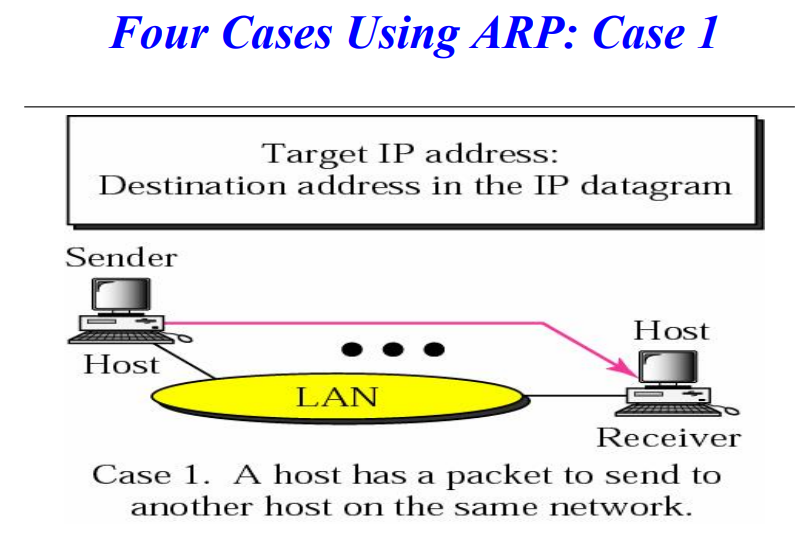 Four Cases Using ARP: Case 1
Target IP address:
Destination address in the IP datagram
Sender
Host
Host
LAN
Receiver
Case 1. A host has a packet to send to
another host on the same network.